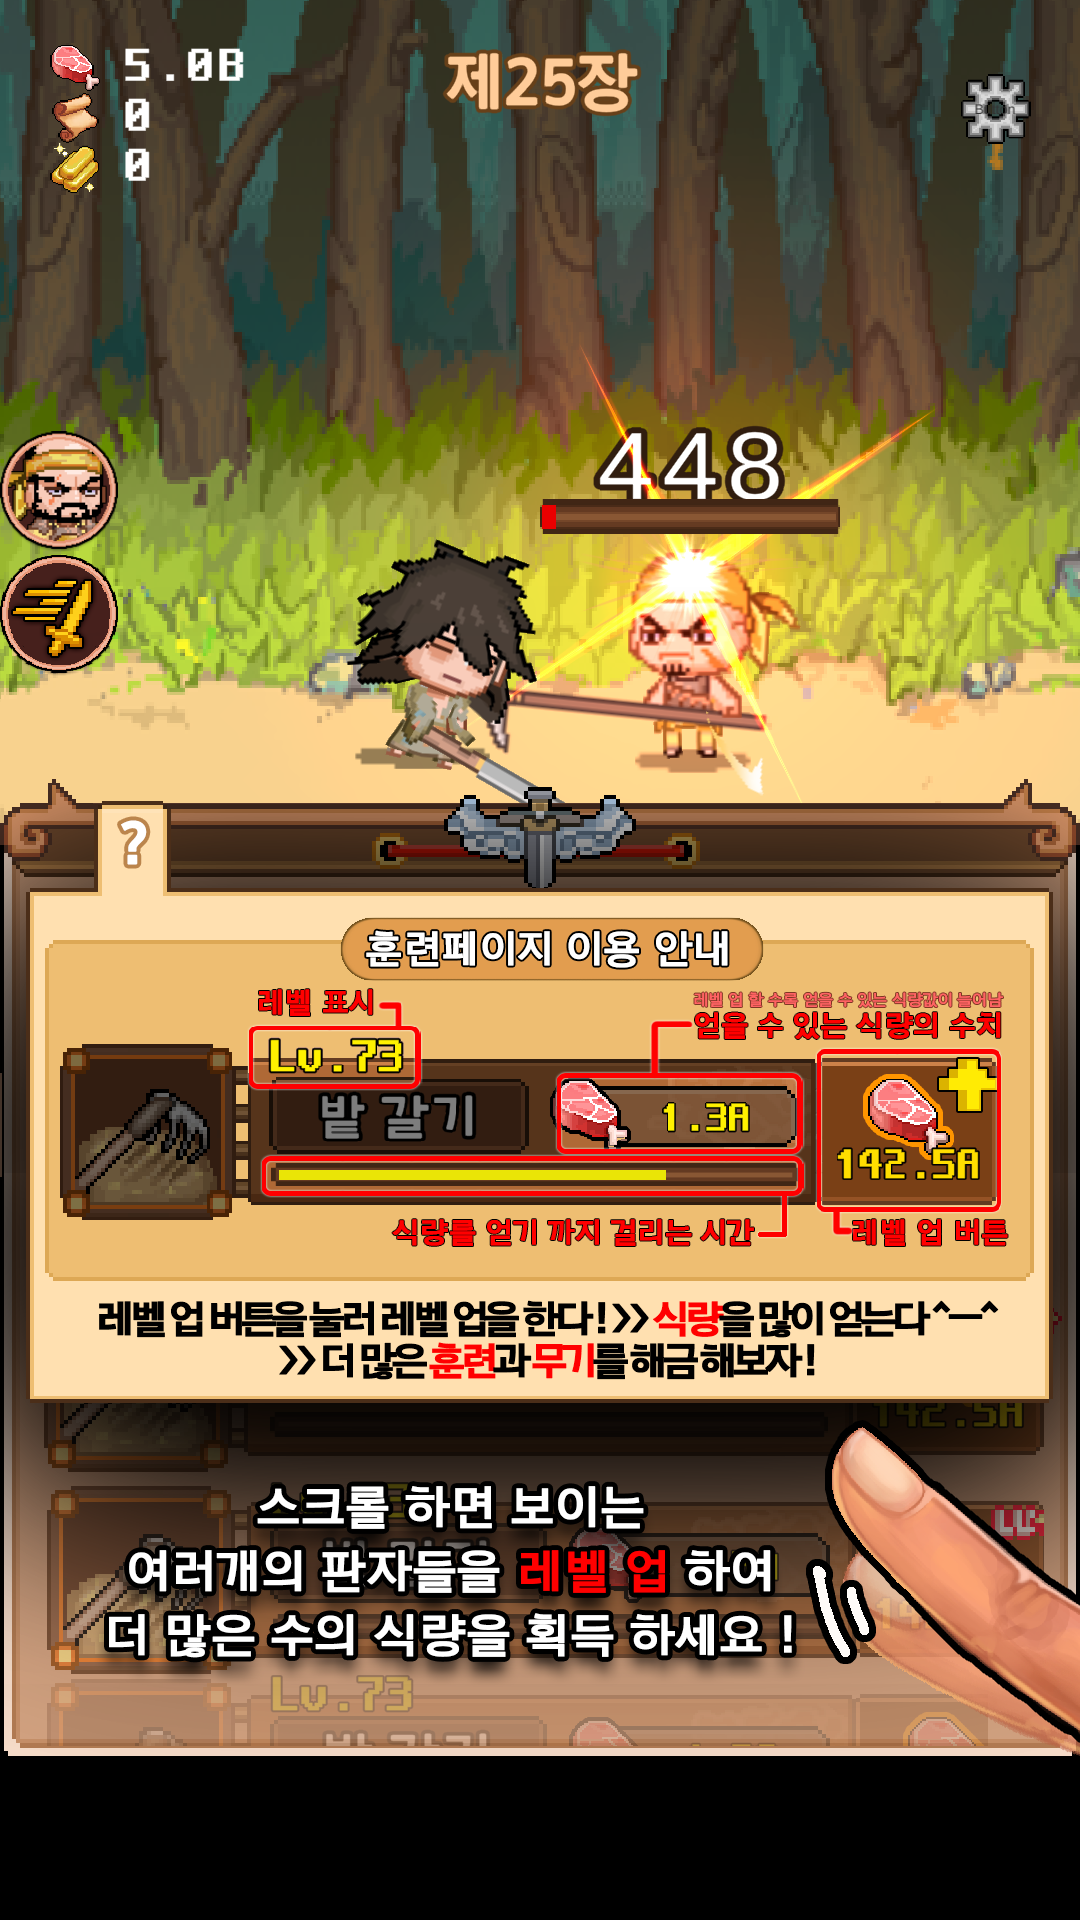 5.0B
0
0
제25장
448
?
훈련페이지 이용 안내
레벨 표시
레벨 업 할 수록 얻을 수 있는 식량값이 늘어남
얻을 수 있는 식량의 수치
Lv.73
밭 갈기
1.3A
142.5A
식량를 얻기 까지 걸리는 시간
레벨 업 버튼
레벨 업 버튼을 눌러 레벨 업을 한다! >> 식량을 많이 얻는다^ㅡ^
>> 더 많은 훈련과 무기를 해금해보자!
142.5A
스크롤 하면 보이는
여러개의 판자들을 레벨 업 하여
더 많은 수의 식량을 획득 하세요 !
Lv.73
밭 갈기